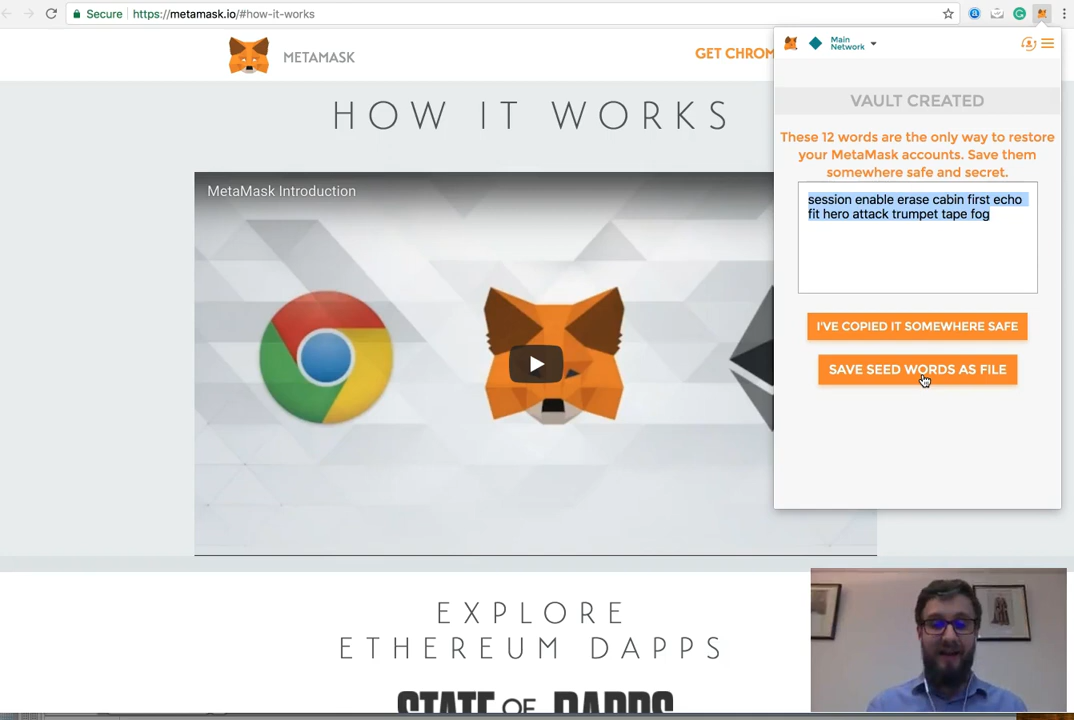 Secure
https://metamask.io/#how-it-works
METAMASK
GET CHROM
HOW IT WORKS
MetaMask Introduction
Main
Network
VAULT CREATED
These 12 words are the only way to restore
your MetaMask accounts. Save them
somewhere safe and secret.
session enable erase cabin first echo
fit hero attack trumpet tape fog
I'VE COPIED IT SOMEWHERE SAFE
SAVE SEED WORDS AS FILE
EXPLORE
ETHEREUM DAPPS
STATE OF DAPPS